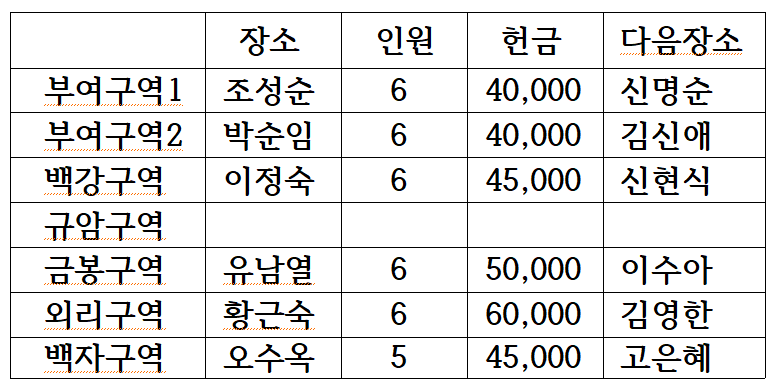 장소 인원 헌금 다음장소
부여구역1 조성순 6 40,000 신명순
부여구역2 박순임 6 40,000 김신애
백강구역 이정숙 6 45,000 신현식
규암구역
금봉구역 유남열 6 50,000 이수아
외리구역 황근숙 6 60,000 김영한
백자구역 오수옥 5 45,000 고은혜